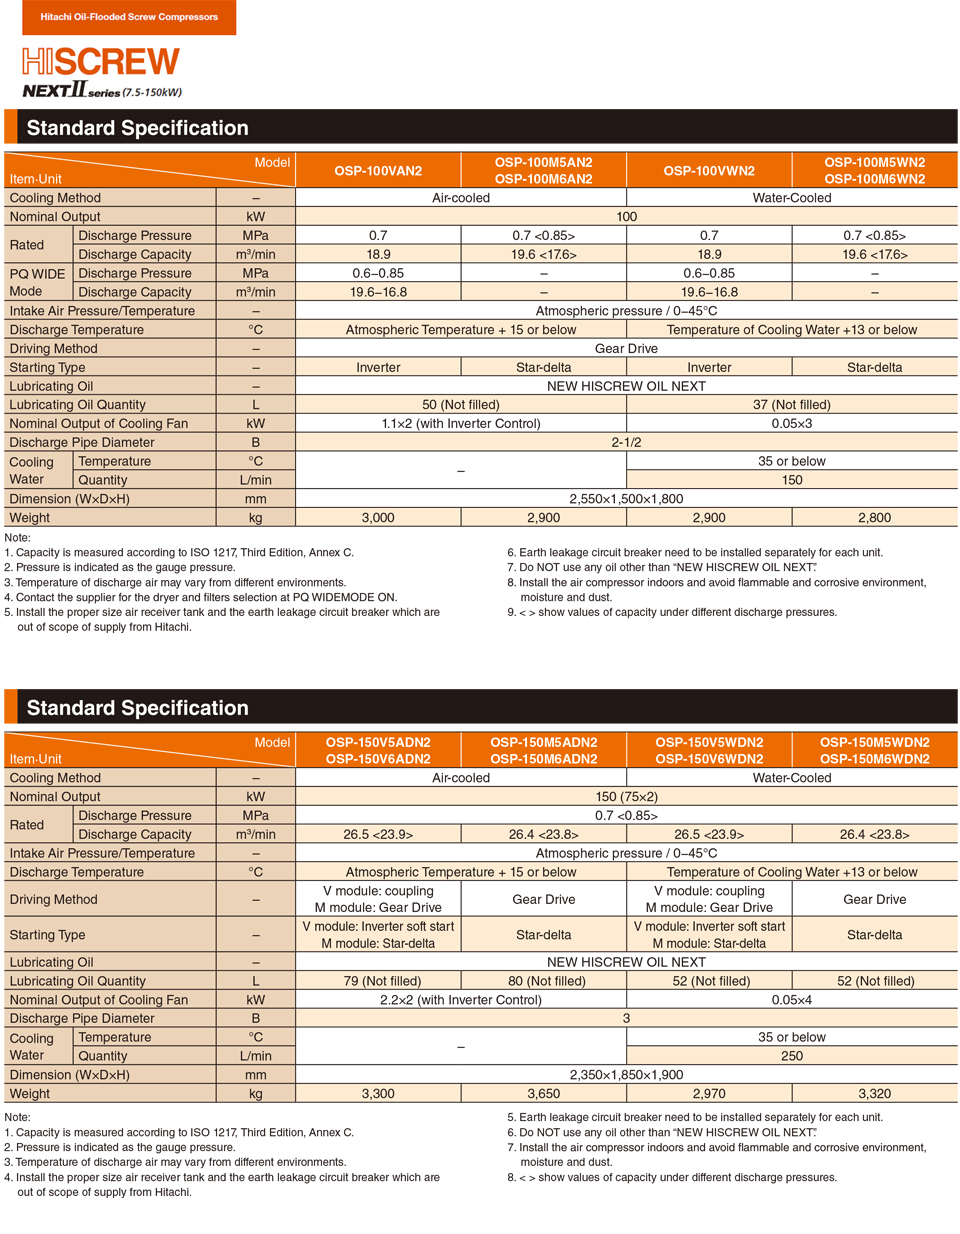 Hitachi Oil-Flooded Screw Compressors
HISCREW
NEXT II series (7.5-150kW)
Standard Specification
Model
Item·Unit
OSP-100VAN2
OSP-100M5AN2
OSP-100M6AN2
OSP-100VWN2
OSP-100M5WN2
OSP-100M6WN2
Cooling Method – Air-cooled Water-Cooled
Nominal Output kW 100
Rated
Discharge Pressure MPa 0.7 0.7 <0.85> 0.7 0.7 <0.85>
Discharge Capacity m³/min 18.9 19.6 <17.6> 18.9 19.6 <17.6>
PQ WIDE
Mode
Discharge Pressure MPa 0.6–0.85 – 0.6–0.85 –
Discharge Capacity m³/min 19.6–16.8 – 19.6–16.8 –
Intake Air Pressure/Temperature – Atmospheric pressure / 0–45°C
Discharge Temperature °C Atmospheric Temperature + 15 or below Temperature of Cooling Water +13 or below
Driving Method – Gear Drive
Starting Type – Inverter Star-delta Inverter Star-delta
Lubricating Oil – NEW HISCREW OIL NEXT
Lubricating Oil Quantity L 50 (Not filled) 37 (Not filled)
Nominal Output of Cooling Fan kW 1.1×2 (with Inverter Control) 0.05×3
Discharge Pipe Diameter B 2-1/2
Cooling
Water
Temperature °C – 35 or below
Quantity L/min 150
Dimension (W×D×H) mm 2,550×1,500×1,800
Weight kg 3,000 2,900 2,900 2,800
Note:
1. Capacity is measured according to ISO 1217, Third Edition, Annex C.
2. Pressure is indicated as the gauge pressure.
3. Temperature of discharge air may vary from different environments.
4. Contact the supplier for the dryer and filters selection at PQ WIDEMODE ON.
5. Install the proper size air receiver tank and the earth leakage circuit breaker which are
out of scope of supply from Hitachi.
6. Earth leakage circuit breaker need to be installed separately for each unit.
7. Do NOT use any oil other than “NEW HISCREW OIL NEXT”.
8. Install the air compressor indoors and avoid flammable and corrosive environment,
moisture and dust.
9. < > show values of capacity under different discharge pressures.
Standard Specification
Model
Item·Unit
OSP-150V5ADN2
OSP-150V6ADN2
OSP-150M5ADN2
OSP-150M6ADN2
OSP-150V5WDN2
OSP-150V6WDN2
OSP-150M5WDN2
OSP-150M6WDN2
Cooling Method – Air-cooled Water-Cooled
Nominal Output kW 150 (75×2)
Rated
Discharge Pressure MPa 0.7 <0.85>
Discharge Capacity m³/min 26.5 <23.9> 26.4 <23.8> 26.5 <23.9> 26.4 <23.8>
Intake Air Pressure/Temperature – Atmospheric pressure / 0–45°C
Discharge Temperature °C Atmospheric Temperature + 15 or below Temperature of Cooling Water +13 or below
Driving Method –
V module: coupling
M module: Gear Drive
Gear Drive
V module: coupling
M module: Gear Drive
Gear Drive
Starting Type –
V module: Inverter soft start
M module: Star-delta
Star-delta
V module: Inverter soft start
M module: Star-delta
Star-delta
Lubricating Oil – NEW HISCREW OIL NEXT
Lubricating Oil Quantity L 79 (Not filled) 80 (Not filled) 52 (Not filled) 52 (Not filled)
Nominal Output of Cooling Fan kW 2.2×2 (with Inverter Control) 0.05×4
Discharge Pipe Diameter B 3
Cooling
Water
Temperature °C – 35 or below
Quantity L/min 250
Dimension (W×D×H) mm 2,350×1,850×1,900
Weight kg 3,300 3,650 2,970 3,320
Note:
1. Capacity is measured according to ISO 1217, Third Edition, Annex C.
2. Pressure is indicated as the gauge pressure.
3. Temperature of discharge air may vary from different environments.
4. Install the proper size air receiver tank and the earth leakage circuit breaker which are
out of scope of supply from Hitachi.
5. Earth leakage circuit breaker need to be installed separately for each unit.
6. Do NOT use any oil other than “NEW HISCREW OIL NEXT”.
7. Install the air compressor indoors and avoid flammable and corrosive environment,
moisture and dust.
8. < > show values of capacity under different discharge pressures.